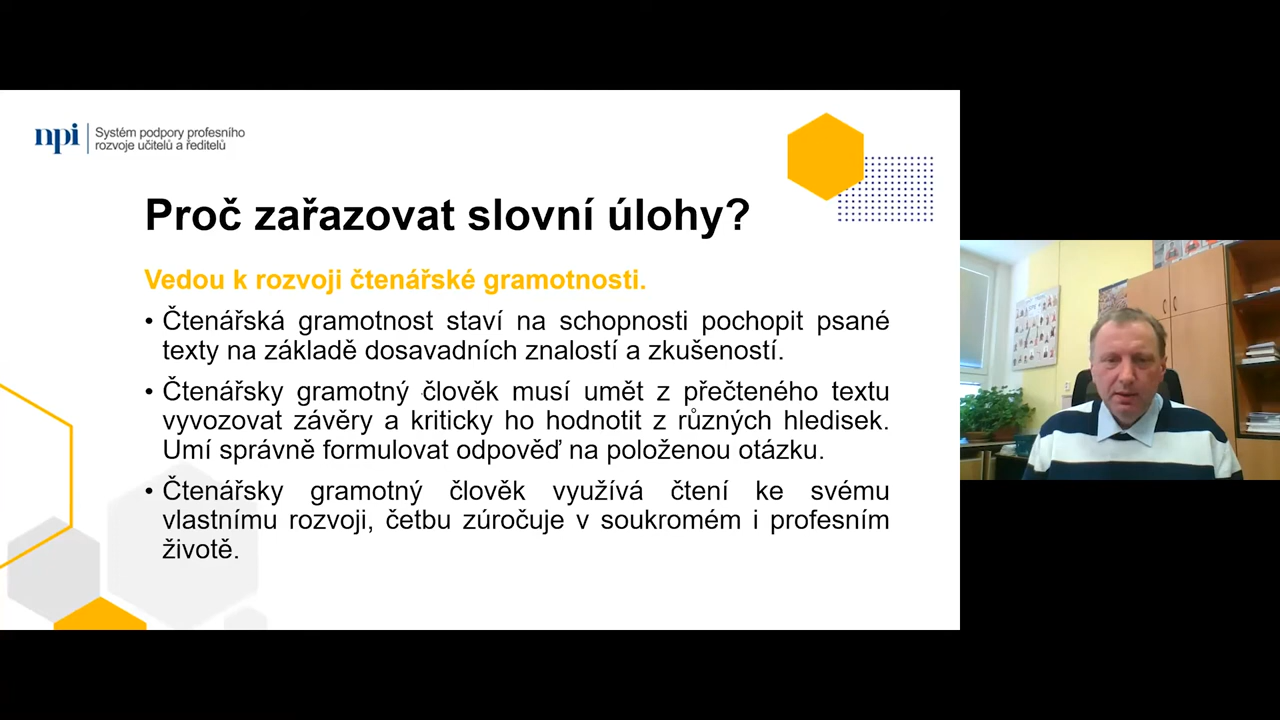 npi
Systém podpory profesního
rozvoje učitelů a ředitelů
Proč zařazovat slovní úlohy?
Vedou k rozvoji čtenářské gramotnosti.
• Čtenářská gramotnost staví na schopnosti pochopit psané
texty na základě dosavadních znalostí a zkušeností.
• Čtenářsky gramotný člověk musí umět z přečteného textu
vyvozovat závěry a kriticky ho hodnotit z různých hledisek.
Umí správně formulovat odpověď na položenou otázku.
• Čtenářsky gramotný člověk využívá čtení ke svému
vlastnímu rozvoji, četbu zúročuje v soukromém i profesním
životě.